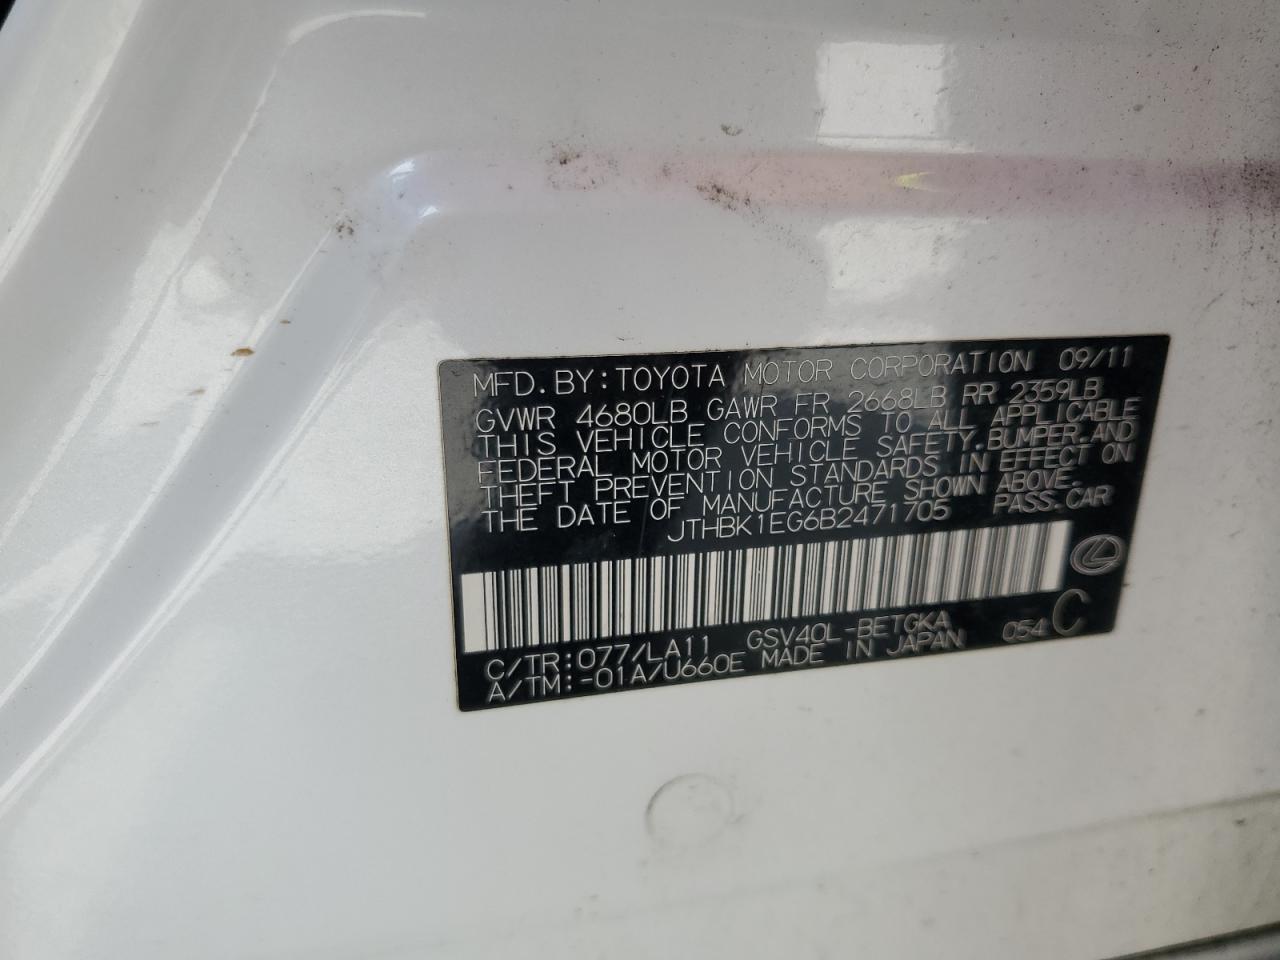 MFD.BY:TOYOTA MOTOR CORPORATION 09/11
GVWR 4680LB GAWR FR 2668LB RR 2359LB
THIS VEHICLE CONFORMS TO ALL APPLICABLE
FEDERAL MOTOR VEHICLE SAFETY,BUMPER,AND
THEFT PREVENTION STANDARDS IN EFFECT ON
THE DATE OF MANUFACTURE SHOWN ABOVE.
JTHBK1EG6B2471705 PASS.CAR
C/TR:077/LA11 GSV40L-BETGKA 054 C
A/TM:-01A/U660E MADE IN JAPAN